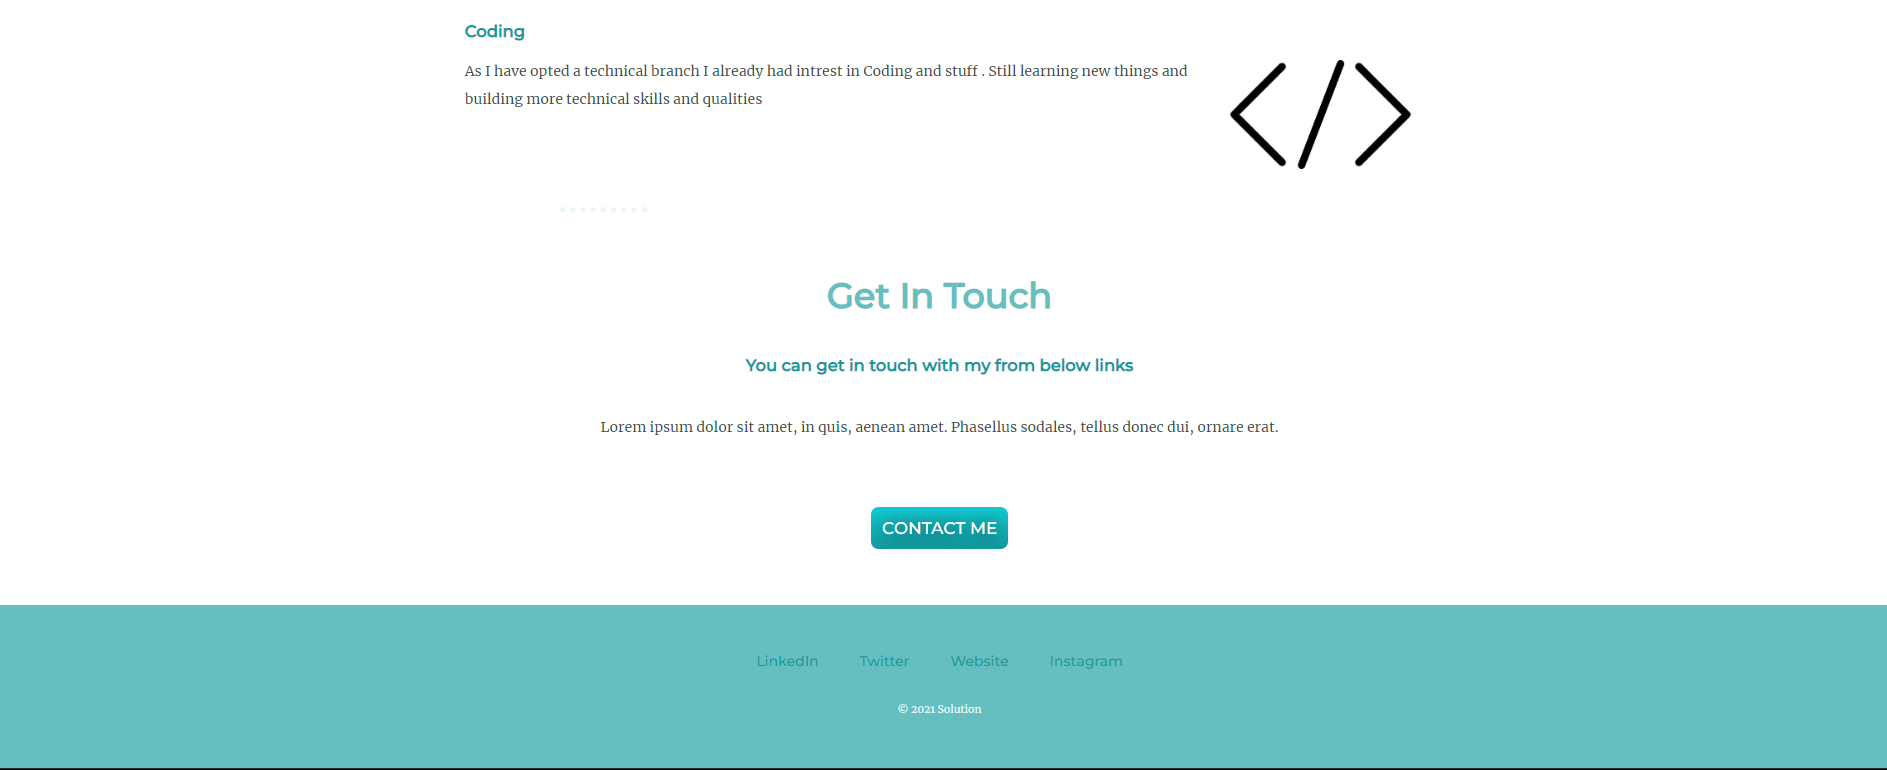 Coding
As I have opted a technical branch I already had intrest in Coding and stuff . Still learning new things and
building more technical skills and qualities
Get In Touch
You can get in touch with my from below links
Lorem ipsum dolor sit amet, in quis, aenean amet. Phasellus sodales, tellus donec dui, ornare erat.
CONTACT ME
LinkedIn Twitter Website Instagram
© 2021 Solution